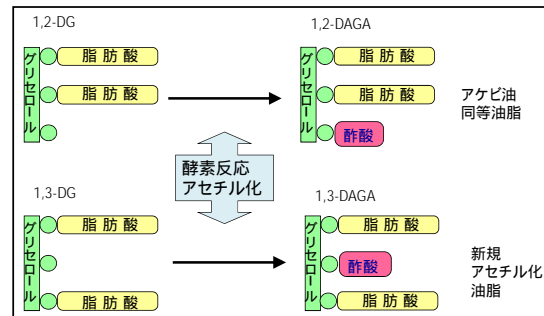 1,2-DG
1,2-DAGA
グリセロール
脂肪酸
脂肪酸
グリセロール
脂肪酸
脂肪酸
酢酸
アケビ油
同等油脂
酵素反応
アセチル化
1,3-DG
1,3-DAGA
グリセロール
脂肪酸
脂肪酸
グリセロール
脂肪酸
酢酸
脂肪酸
新規
アセチル化
油脂